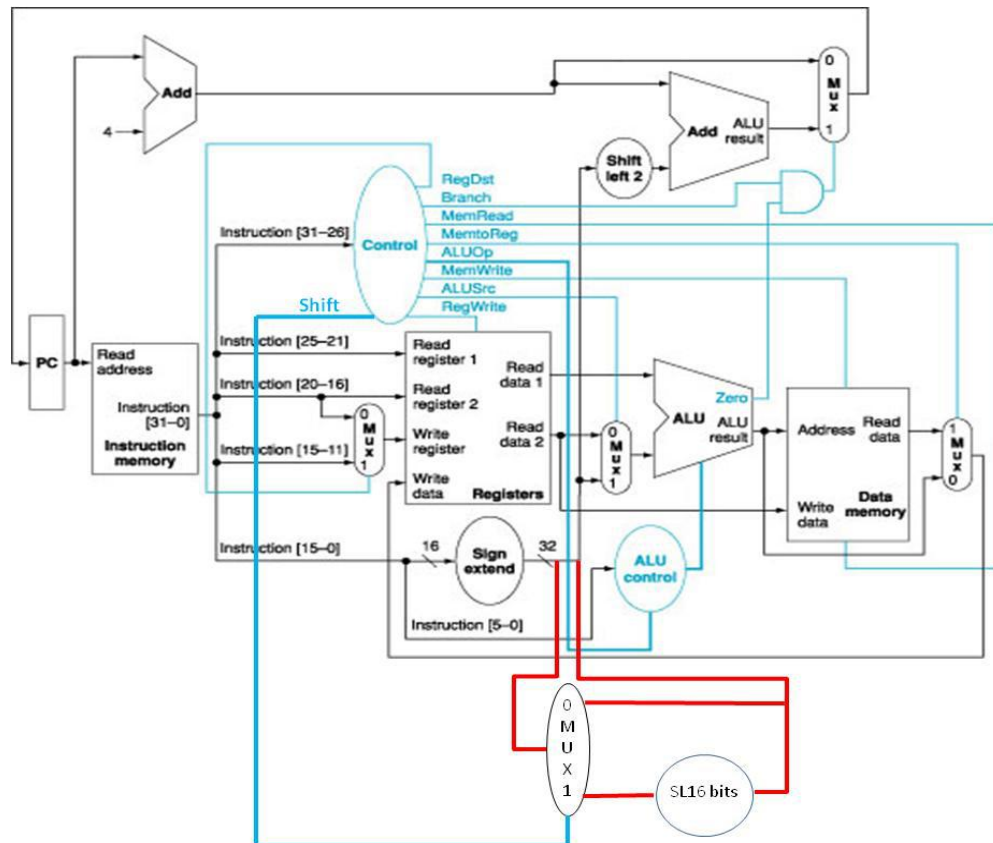 Add
4
0
M
u
x
1
Add
ALU
result
Shift
left 2
RegDst
Branch
MemRead
MemtoReg
ALUOp
MemWrite
ALUSrc
RegWrite
Instruction [31–26]
Control
Shift
PC
Read
address
Instruction
[31–0]
Instruction
memory
Instruction [25–21]
Instruction [20–16]
Instruction [15–11]
Instruction [15–0]
0
M
u
x
1
Read
register 1
Read
register 2
Write
register
Write
data
Read
data 1
Read
data 2
Registers
0
M
u
x
1
Zero
ALU
ALU
result
Address
Read
data
Write
data
Data
memory
1
M
u
x
0
16
Sign
extend
32
ALU
control
Instruction [5–0]
0
M
U
X
1
SL16 bits